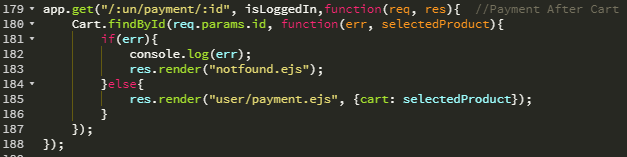 179 app.get("/:un/payment/:id", isLoggedIn,function(req, res){  //Payment After Cart
180     Cart.findById(req.params.id, function(err, selectedProduct){
181         if(err){
182             console.log(err);
183             res.render("notfound.ejs");
184         }else{
185             res.render("user/payment.ejs", {cart: selectedProduct});
186         }
187     });
188 });